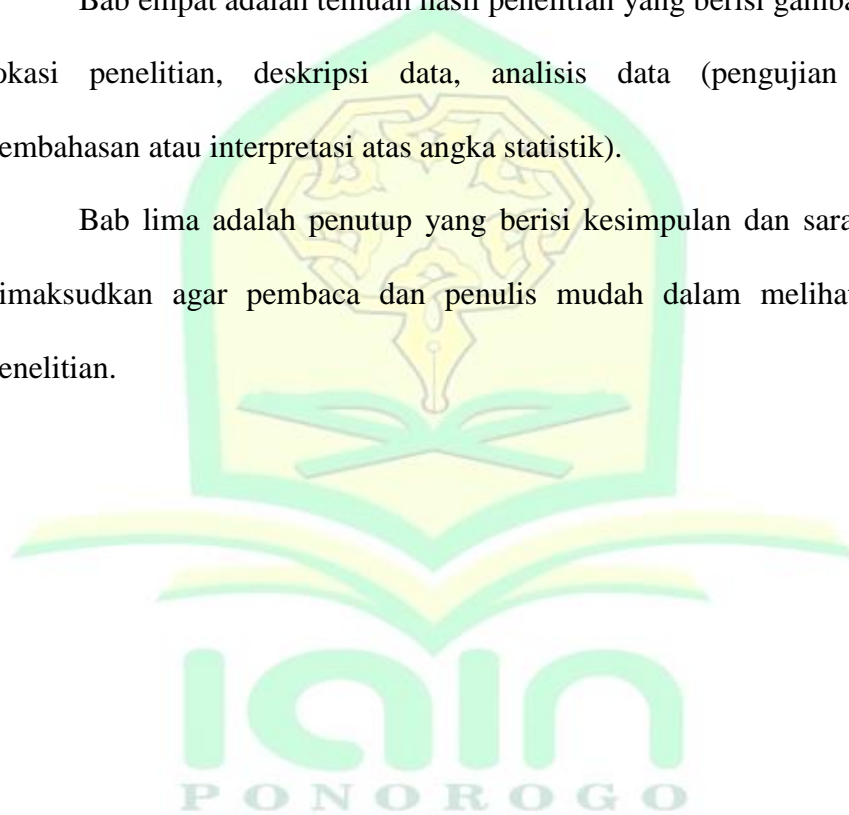 Bab empat adalah temuan hasil penelitian yang berisi gamba
okasi penelitian, deskripsi data, analisis data (pengujian
embahasan atau interpretasi atas angka statistik).
Bab lima adalah penutup yang berisi kesimpulan dan sara
imaksudkan agar pembaca dan penulis mudah dalam meliha
enelitian.
iain
PONOROGO